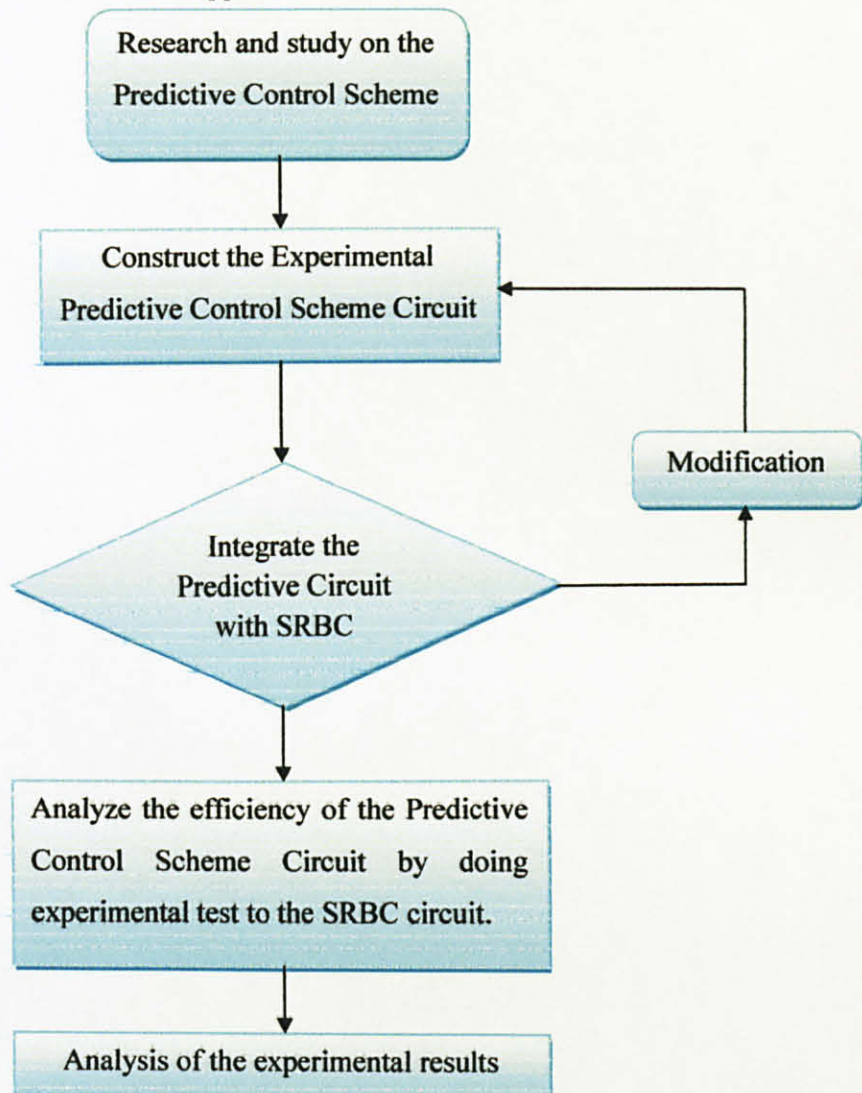 Research and study on the
Predictive Control Scheme
Construct the Experimental
Predictive Control Scheme Circuit
Modification
Integrate the
Predictive Circuit
with SRBC
Analyze the efficiency of the Predictive
Control Scheme Circuit by doing
experimental test to the SRBC circuit.
Analysis of the experimental results